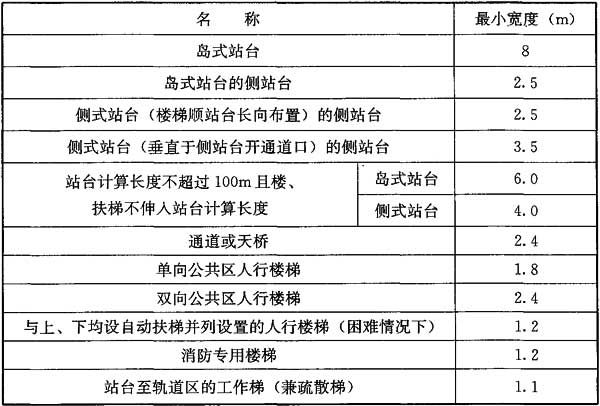 名 称 最小宽度(m)
岛式站台 8
岛式站台的侧站台 2.5
侧式站台(楼梯顺站台长向布置)的侧站台 2.5
侧式站台(垂直于侧站台开通道口)的侧站台 3.5
站台计算长度不超过100m且楼、
扶梯不伸入站台计算长度
岛式站台 6.0
侧式站台 4.0
通道或天桥 2.4
单向公共区人行楼梯 1.8
双向公共区人行楼梯 2.4
与上、下均设自动扶梯并列设置的人行楼梯(困难情况下) 1.2
消防专用楼梯 1.2
站台至轨道区的工作梯(兼疏散梯) 1.1